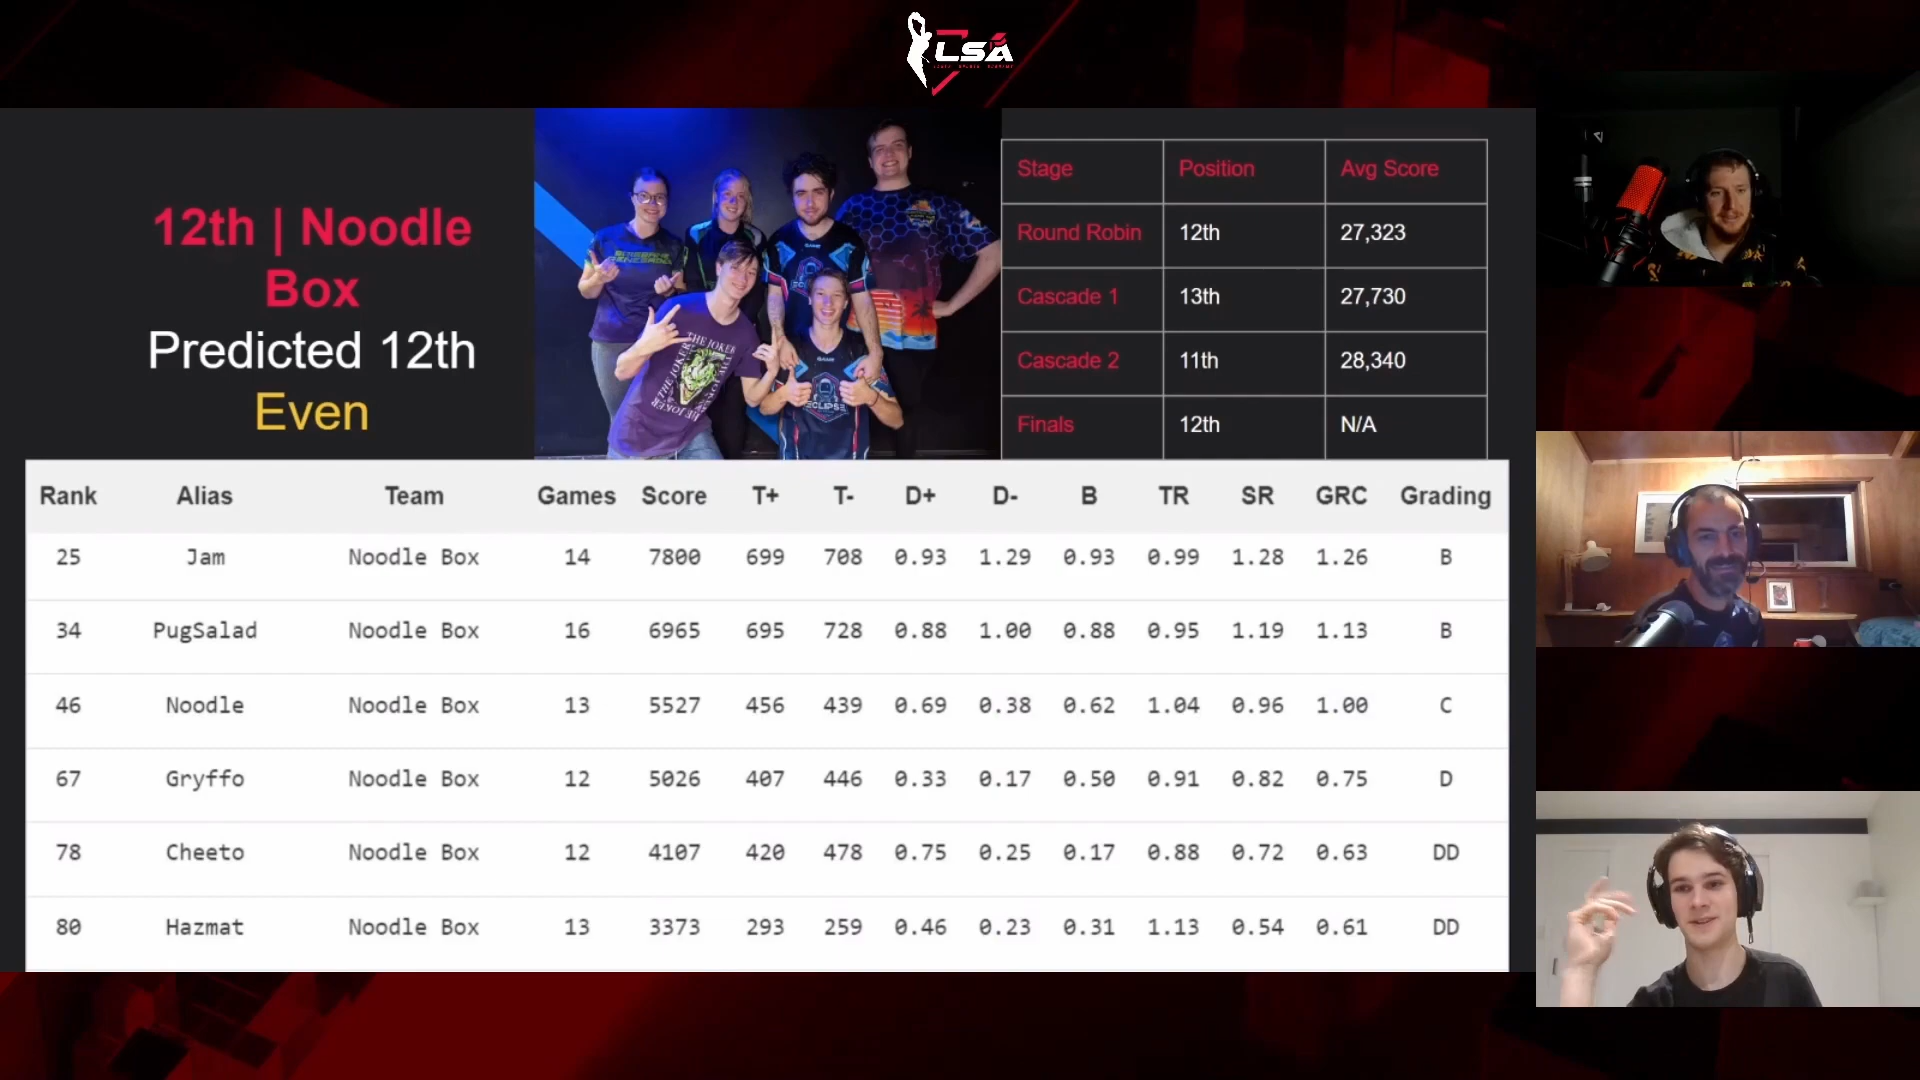 LSA
12th | Noodle
Box
Predicted 12th
Even
THE JOKER
ECLIPSE
Stage Position Avg Score
Round Robin 12th 27,323
Cascade 1 13th 27,730
Cascade 2 11th 28,340
Finals 12th N/A
Rank Alias Team Games Score T+ T- D+ D- B TR SR GRC Grading
25 Jam Noodle Box 14 7800 699 708 0.93 1.29 0.93 0.99 1.28 1.26 B
34 PugSalad Noodle Box 16 6965 695 728 0.88 1.00 0.88 0.95 1.19 1.13 B
46 Noodle Noodle Box 13 5527 456 439 0.69 0.38 0.62 1.04 0.96 1.00 C
67 Gryffo Noodle Box 12 5026 407 446 0.33 0.17 0.50 0.91 0.82 0.75 D
78 Cheeto Noodle Box 12 4107 420 478 0.75 0.25 0.17 0.88 0.72 0.63 DD
80 Hazmat Noodle Box 13 3373 293 259 0.46 0.23 0.31 1.13 0.54 0.61 DD